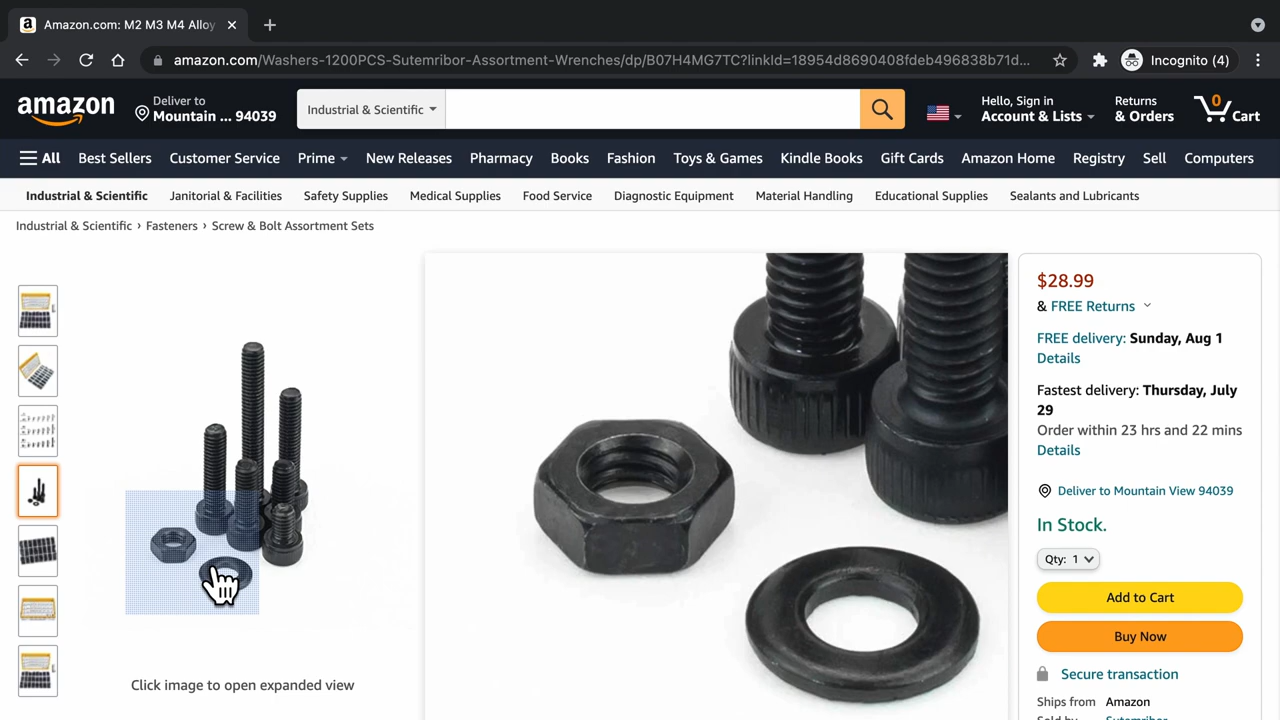 Amazon.com: M2 M3 M4 Alloy
amazon.com/Washers-1200PCS-Sutemribor-Assortment-Wrenches/dp/B07H4MG7TC?linkId=18954d8690408fdeb496838b71d...
Incognito (4)
amazon
Deliver to
Mountain ... 94039
Industrial & Scientific
Hello, Sign in
Account & Lists
Returns
& Orders
0
Cart
All
Best Sellers
Customer Service
Prime
New Releases
Pharmacy
Books
Fashion
Toys & Games
Kindle Books
Gift Cards
Amazon Home
Registry
Sell
Computers
Industrial & Scientific
Janitorial & Facilities
Safety Supplies
Medical Supplies
Food Service
Diagnostic Equipment
Material Handling
Educational Supplies
Sealants and Lubricants
Industrial & Scientific › Fasteners › Screw & Bolt Assortment Sets
Click image to open expanded view
$28.99
& FREE Returns
FREE delivery: Sunday, Aug 1
Details
Fastest delivery: Thursday, July
29
Order within 23 hrs and 22 mins
Details
Deliver to Mountain View 94039
In Stock.
Qty: 1
Add to Cart
Buy Now
Secure transaction
Ships from Amazon
Sold by Sutemribor